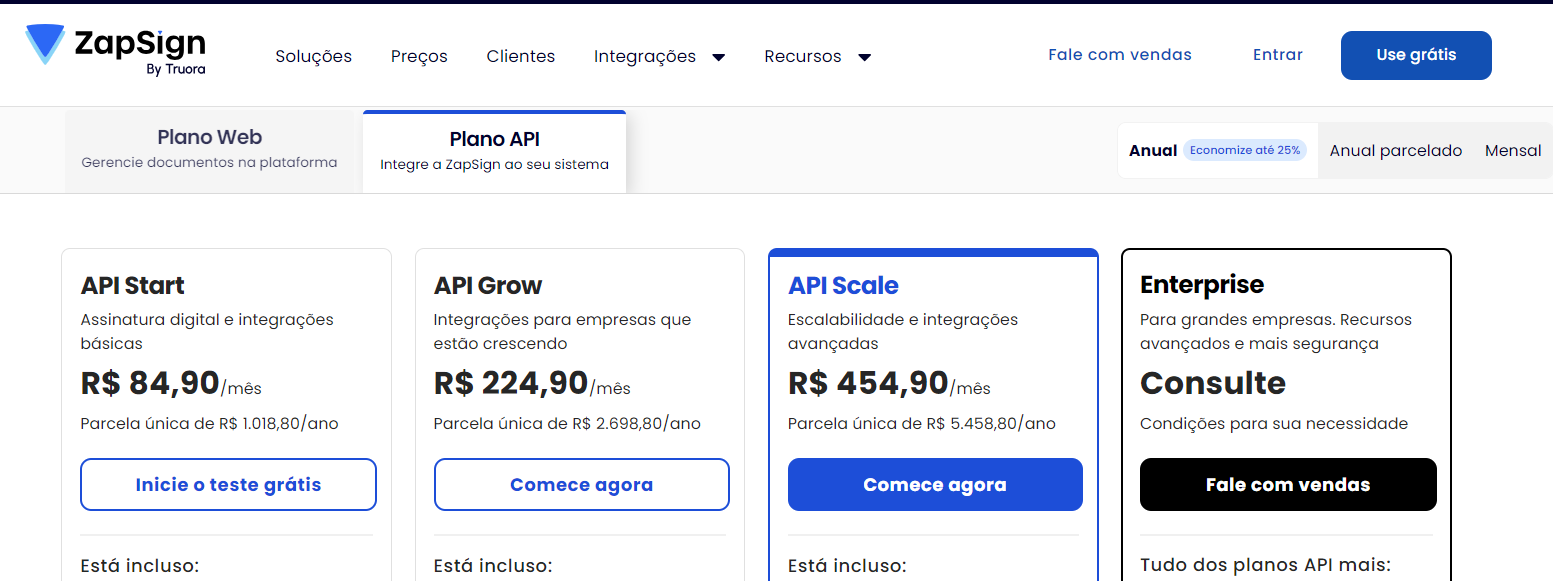 ZapSign
By Truora
Soluções
Preços
Clientes
Integrações
Recursos
Fale com vendas
Entrar
Use grátis
Plano Web
Gerencie documentos na plataforma
Plano API
Integre a ZapSign ao seu sistema
Anual Economize até 25%
Anual parcelado
Mensal
API Start
Assinatura digital e integrações
básicas
R$ 84,90/mês
Parcela única de R$ 1.018,80/ano
Inicie o teste grátis
Está incluso:
API Grow
Integrações para empresas que
estão crescendo
R$ 224,90/mês
Parcela única de R$ 2.698,80/ano
Comece agora
Está incluso:
API Scale
Escalabilidade e integrações
avançadas
R$ 454,90/mês
Parcela única de R$ 5.458,80/ano
Comece agora
Está incluso:
Enterprise
Para grandes empresas. Recursos
avançados e mais segurança
Consulte
Condições para sua necessidade
Fale com vendas
Tudo dos planos API mais: